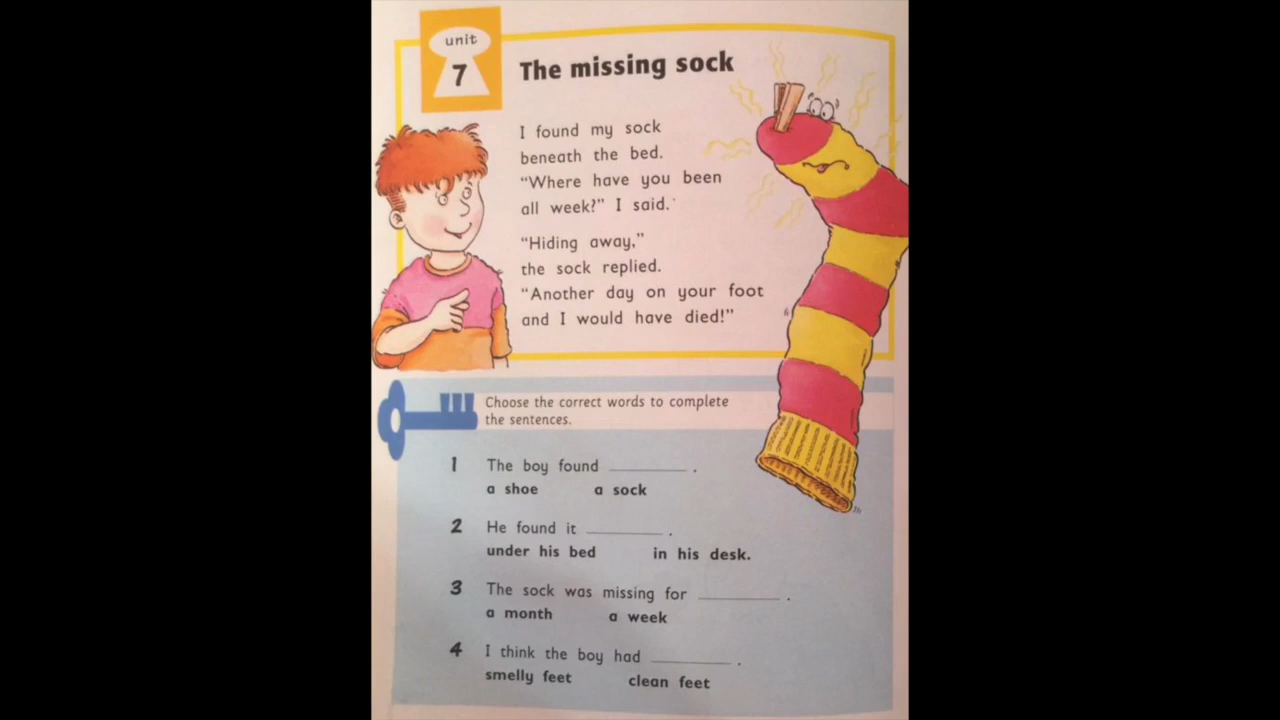 unit
7
The missing sock
I found my sock
beneath the bed.
"Where have you been
all week?" I said.
"Hiding away,"
the sock replied.
"Another day on your foot
and I would have died!"
Choose the correct words to complete
the sentences.
1 The boy found ________ .
a shoe a sock
2 He found it ________ .
under his bed in his desk.
3 The sock was missing for ________ .
a month a week
4 I think the boy had ________ .
smelly feet clean feet